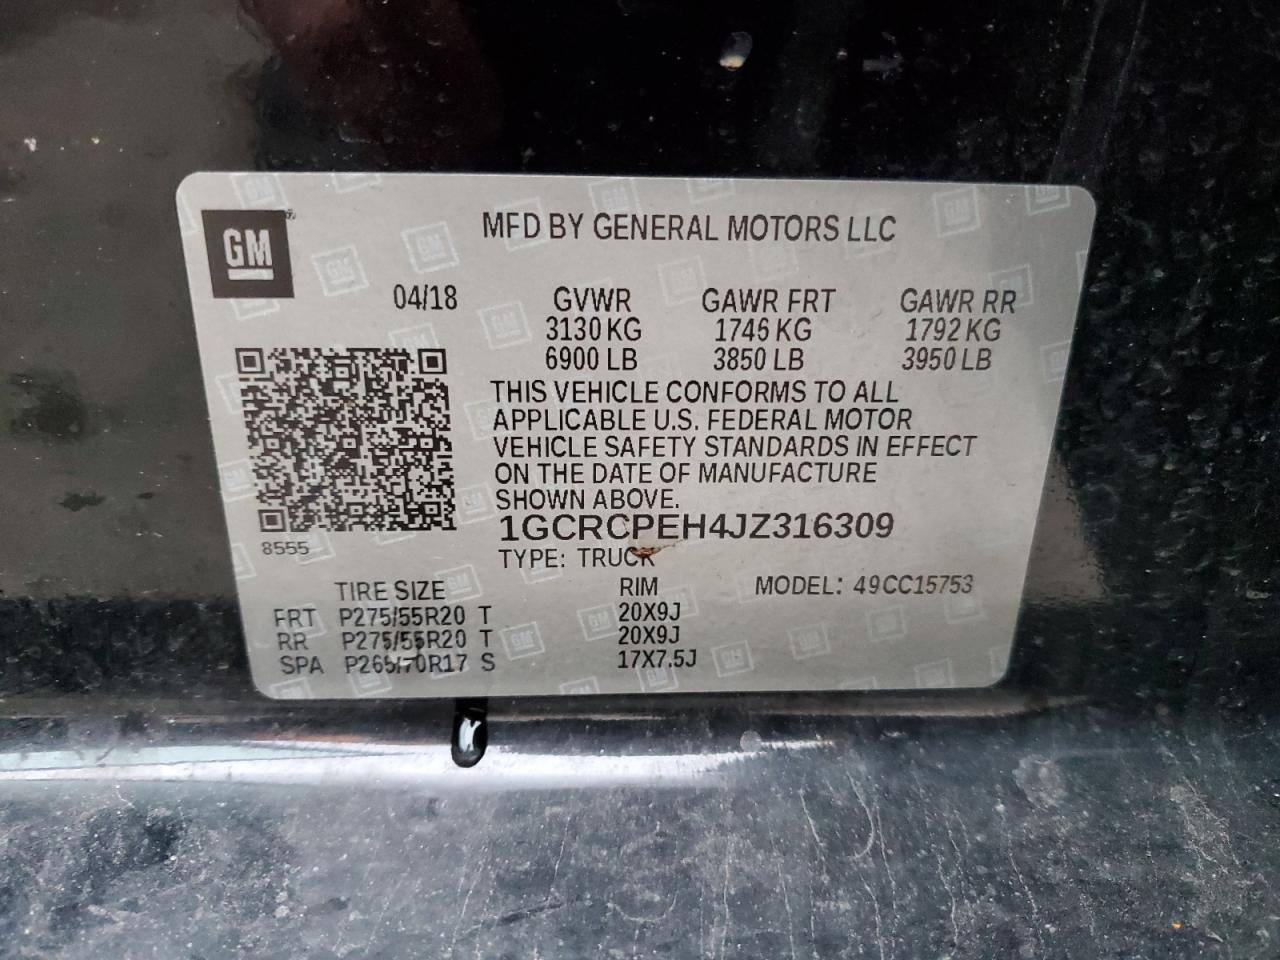 GM
MFD BY GENERAL MOTORS LLC
04/18
GVWR GAWR FRT GAWR RR
3130 KG 1746 KG 1792 KG
6900 LB 3850 LB 3950 LB
THIS VEHICLE CONFORMS TO ALL
APPLICABLE U.S. FEDERAL MOTOR
VEHICLE SAFETY STANDARDS IN EFFECT
ON THE DATE OF MANUFACTURE
SHOWN ABOVE.
1GCRCPEH4JZ316309
8555
TYPE: TRUCK
TIRE SIZE RIM MODEL: 49CC15753
FRT P275/55R20 T 20X9J
RR P275/55R20 T 20X9J
SPA P265/70R17 S 17X7.5J